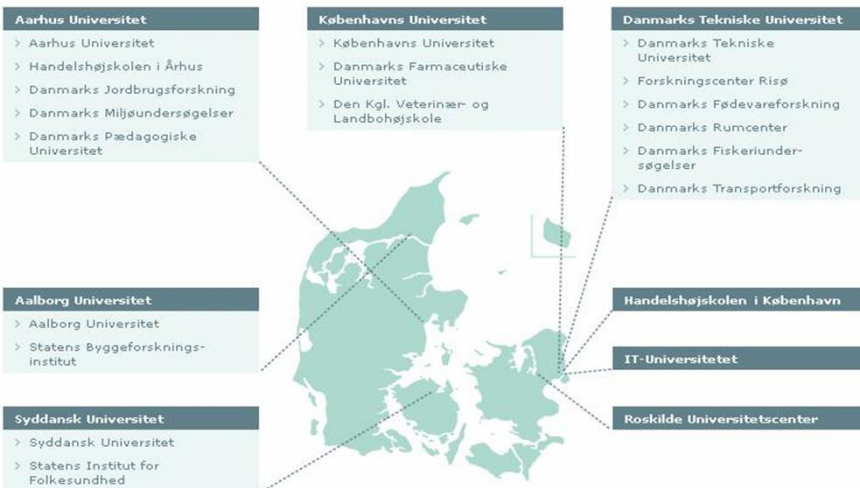 Aarhus Universitet
> Aarhus Universitet
> Handelshøjskolen i Århus
> Danmarks Jordbrugsforskning
> Danmarks Miljøundersøgelser
> Danmarks Pædagogiske
Universitet
Københavns Universitet
> Københavns Universitet
> Danmarks Farmaceutiske
Universitet
> Den Kgl. Veterinær- og
Landbohøjskole
Danmarks Tekniske Universitet
> Danmarks Tekniske
Universitet
> Forskningscenter Risø
> Danmarks Fødevareforskning
> Danmarks Rumcenter
> Danmarks Fiskeriunder-
søgelser
> Danmarks Transportforskning
Aalborg Universitet
> Aalborg Universitet
> Statens Byggeforsknings-
institut
Syddansk Universitet
> Syddansk Universitet
> Statens Institut for
Folkesundhed
Handelshøjskolen i København
IT-Universitetet
Roskilde Universitetscenter